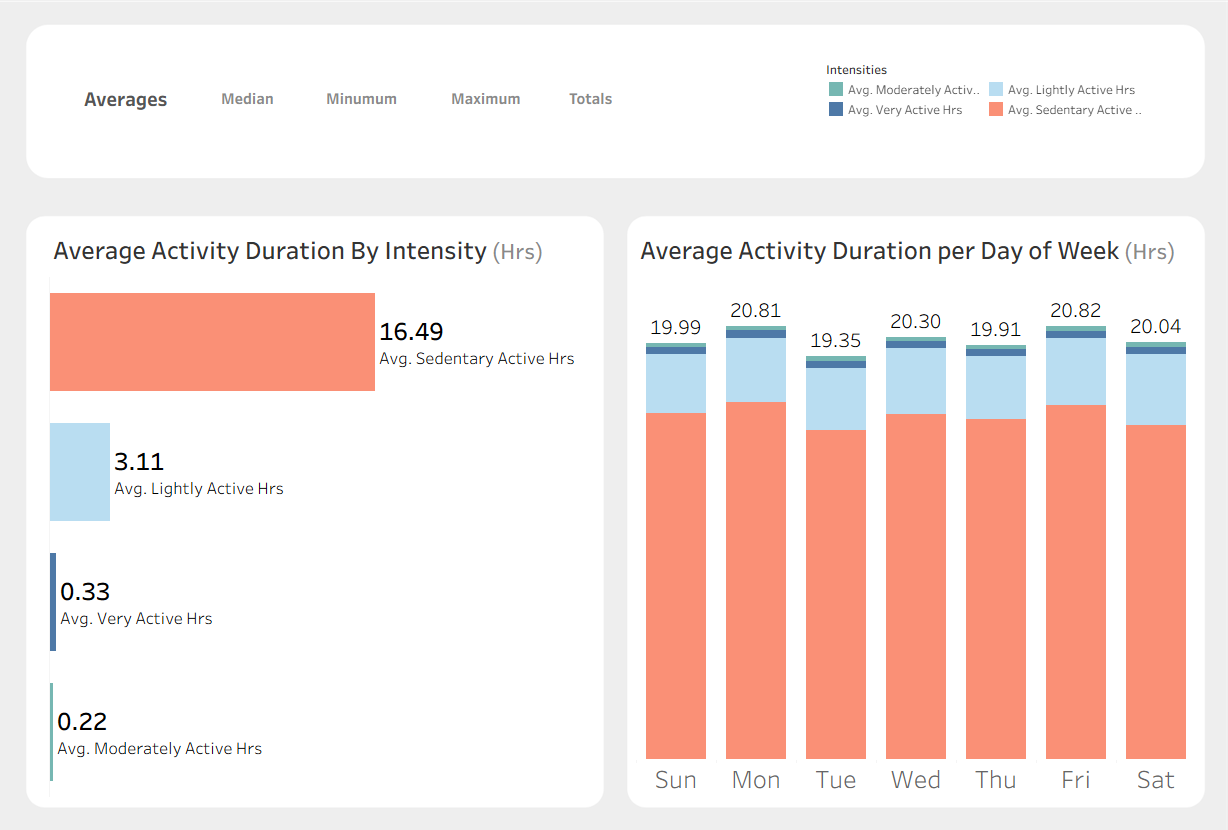 Averages Median Minumum Maximum Totals
Intensities
Avg. Moderately Activ.. Avg. Lightly Active Hrs
Avg. Very Active Hrs Avg. Sedentary Active ..
Average Activity Duration By Intensity (Hrs)
16.49
Avg. Sedentary Active Hrs
3.11
Avg. Lightly Active Hrs
0.33
Avg. Very Active Hrs
0.22
Avg. Moderately Active Hrs
Average Activity Duration per Day of Week (Hrs)
19.99 20.81 19.35 20.30 19.91 20.82 20.04
Sun Mon Tue Wed Thu Fri Sat